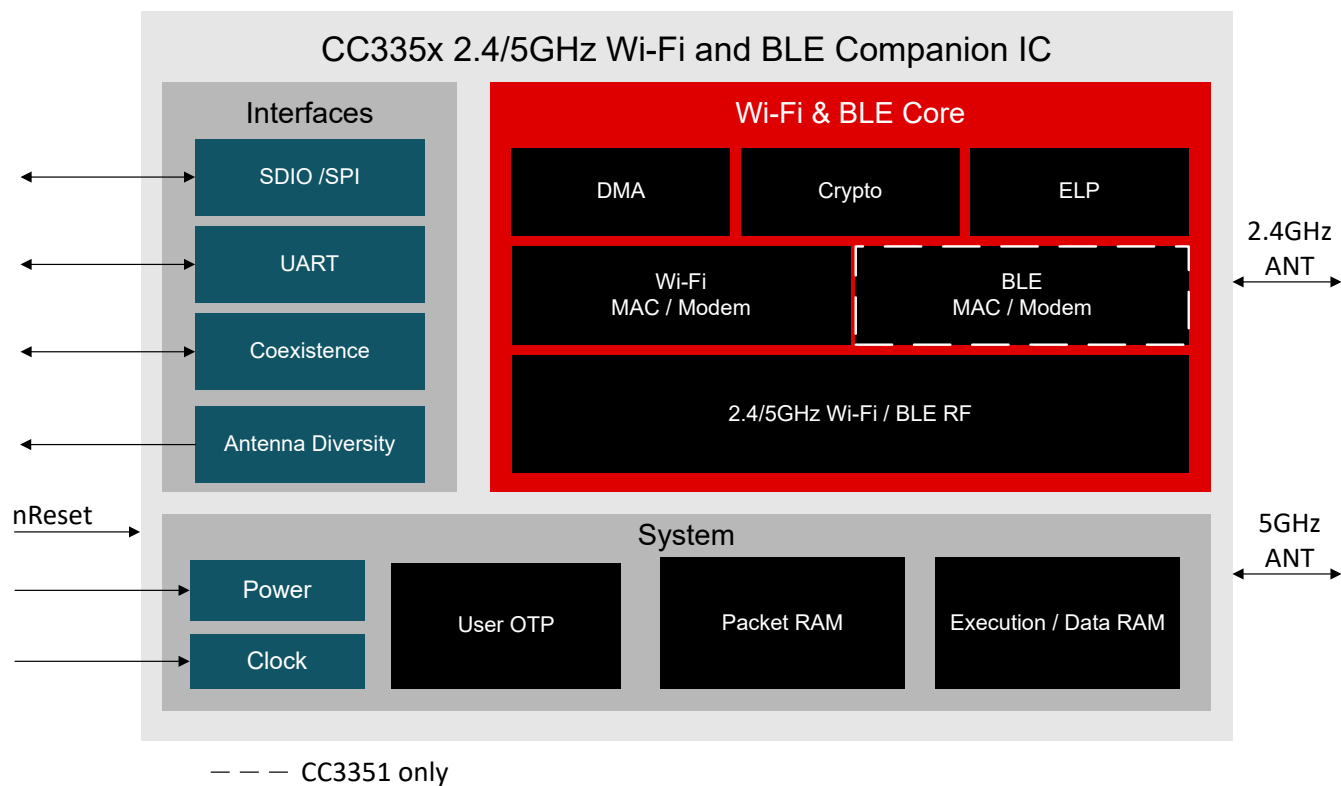 CC335x 2.4/5GHz Wi-Fi and BLE Companion IC
Interfaces
SDIO /SPI
UART
Coexistence
Antenna Diversity
Wi-Fi & BLE Core
DMA
Crypto
ELP
Wi-Fi
MAC / Modem
BLE
MAC / Modem
2.4/5GHz Wi-Fi / BLE RF
2.4GHz
ANT
nReset
5GHz
ANT
System
Power
Clock
User OTP
Packet RAM
Execution / Data RAM
CC3351 only